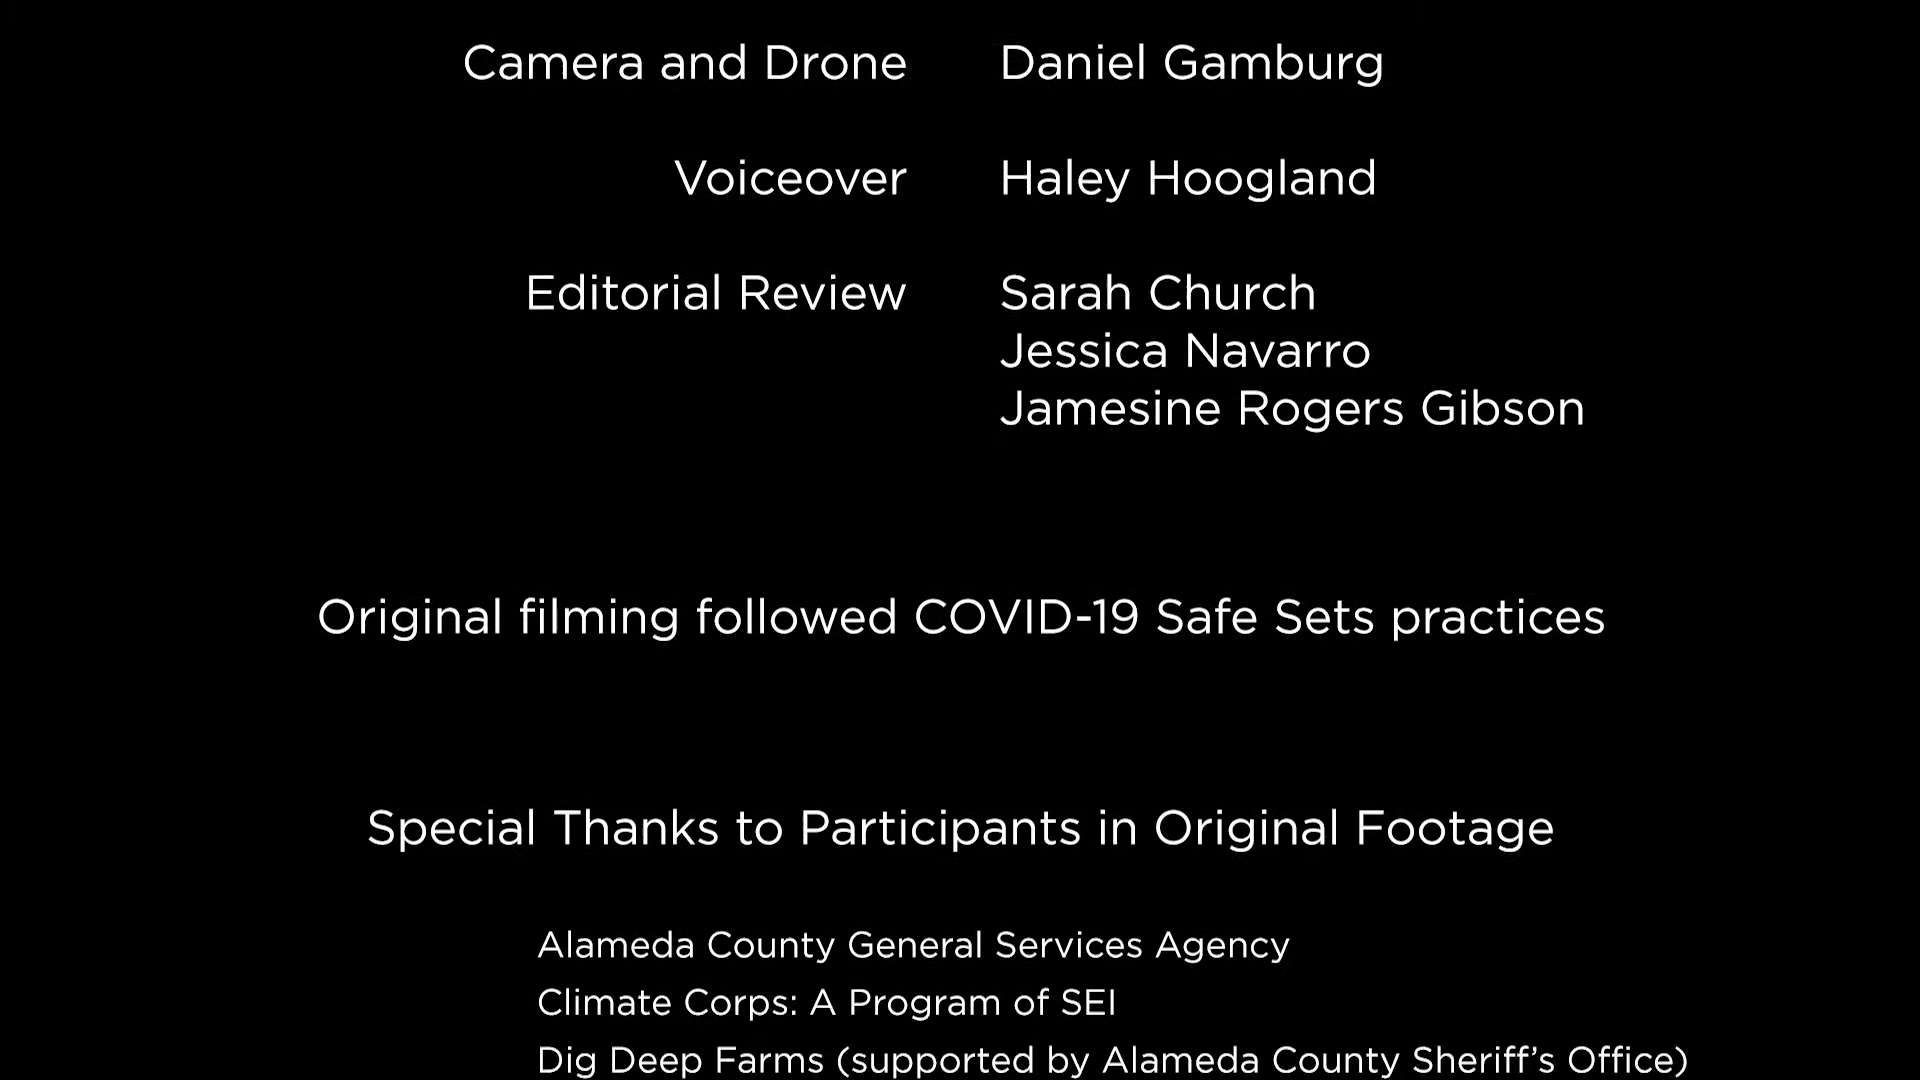 Camera and Drone Daniel Gamburg
Voiceover Haley Hoogland
Editorial Review Sarah Church
Jessica Navarro
Jamesine Rogers Gibson
Original filming followed COVID-19 Safe Sets practices
Special Thanks to Participants in Original Footage
Alameda County General Services Agency
Climate Corps: A Program of SEI
Dig Deep Farms (supported by Alameda County Sheriff’s Office)